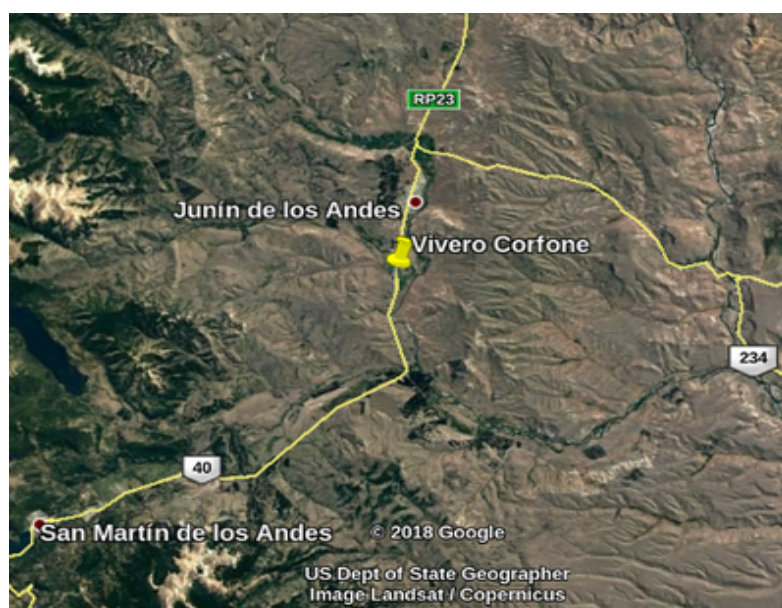 RP23
Junín de los Andes
Vivero Corfone
234
40
San Martín de los Andes
© 2018 Google
US Dept of State Geographer
Image Landsat / Copernicus